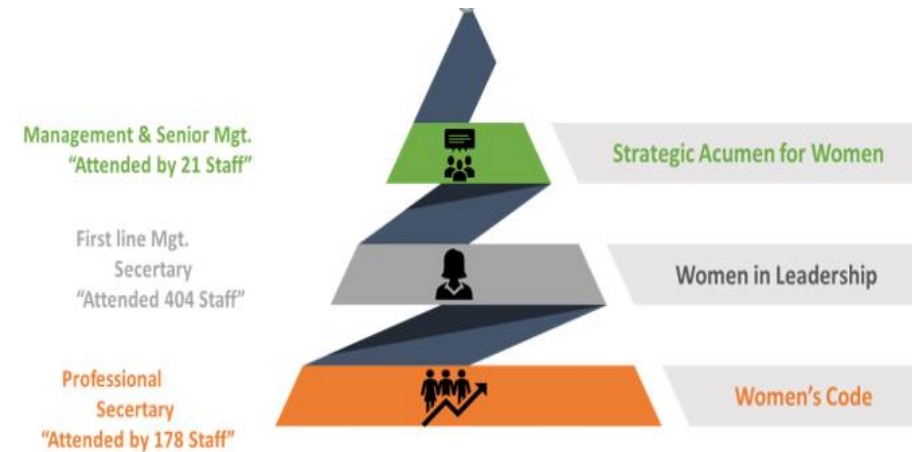 Management & Senior Mgt.
“Attended by 21 Staff”
Strategic Acumen for Women
First line Mgt.
Secertary
“Attended 404 Staff”
Women in Leadership
Professional
Secertary
“Attended by 178 Staff”
Women’s Code